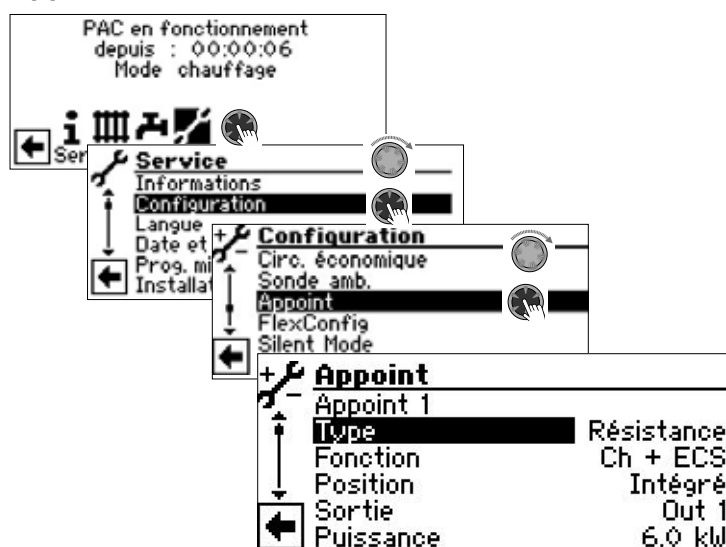 PAC en fonctionnement
depuis : 00:00:06
Mode chauffage
Ser
Service
Informations
Configuration
Langue
Date et
Prog. mi
Installat
Configuration
Circ. économique
Sonde amb.
Appoint
FlexConfig
Silent Mode
Appoint
Appoint 1
Type Résistance
Fonction Ch + ECS
Position Intégré
Sortie Out 1
Puissance 6.0 kW